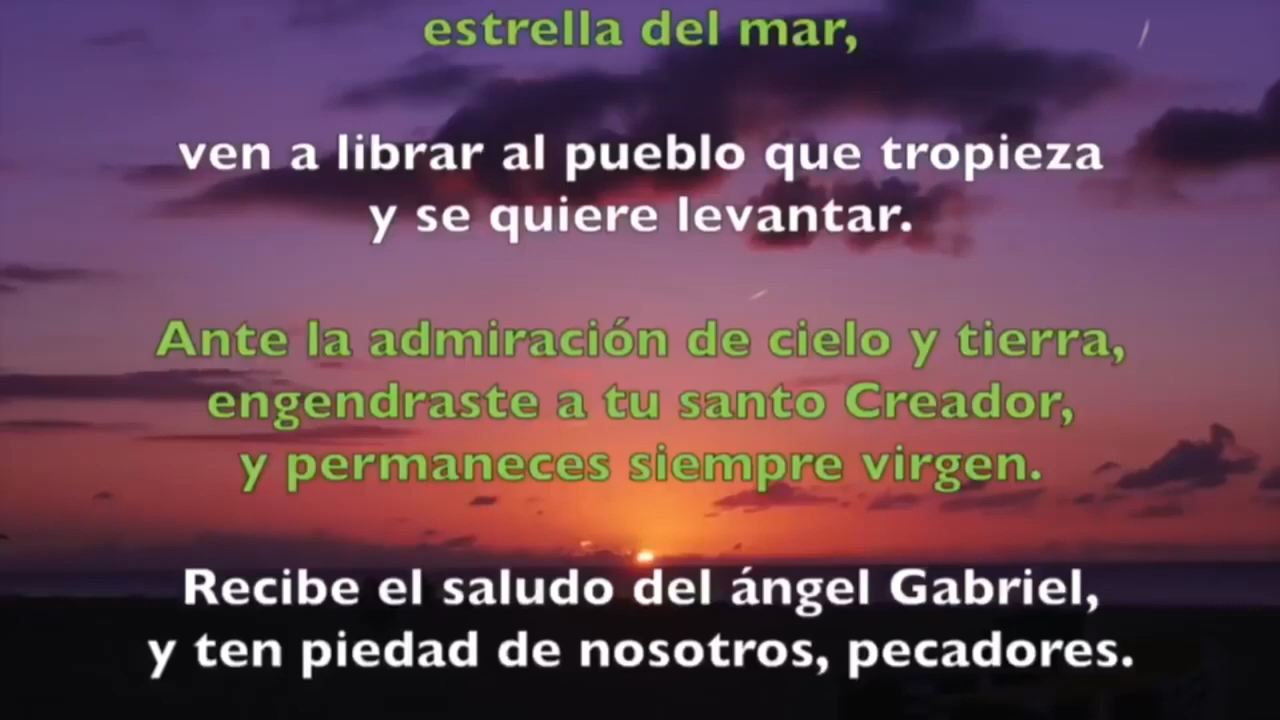 estrella del mar,
ven a librar al pueblo que tropieza
y se quiere levantar.
Ante la admiración de cielo y tierra,
engendraste a tu santo Creador,
y permaneces siempre virgen.
Recibe el saludo del ángel Gabriel,
y ten piedad de nosotros, pecadores.